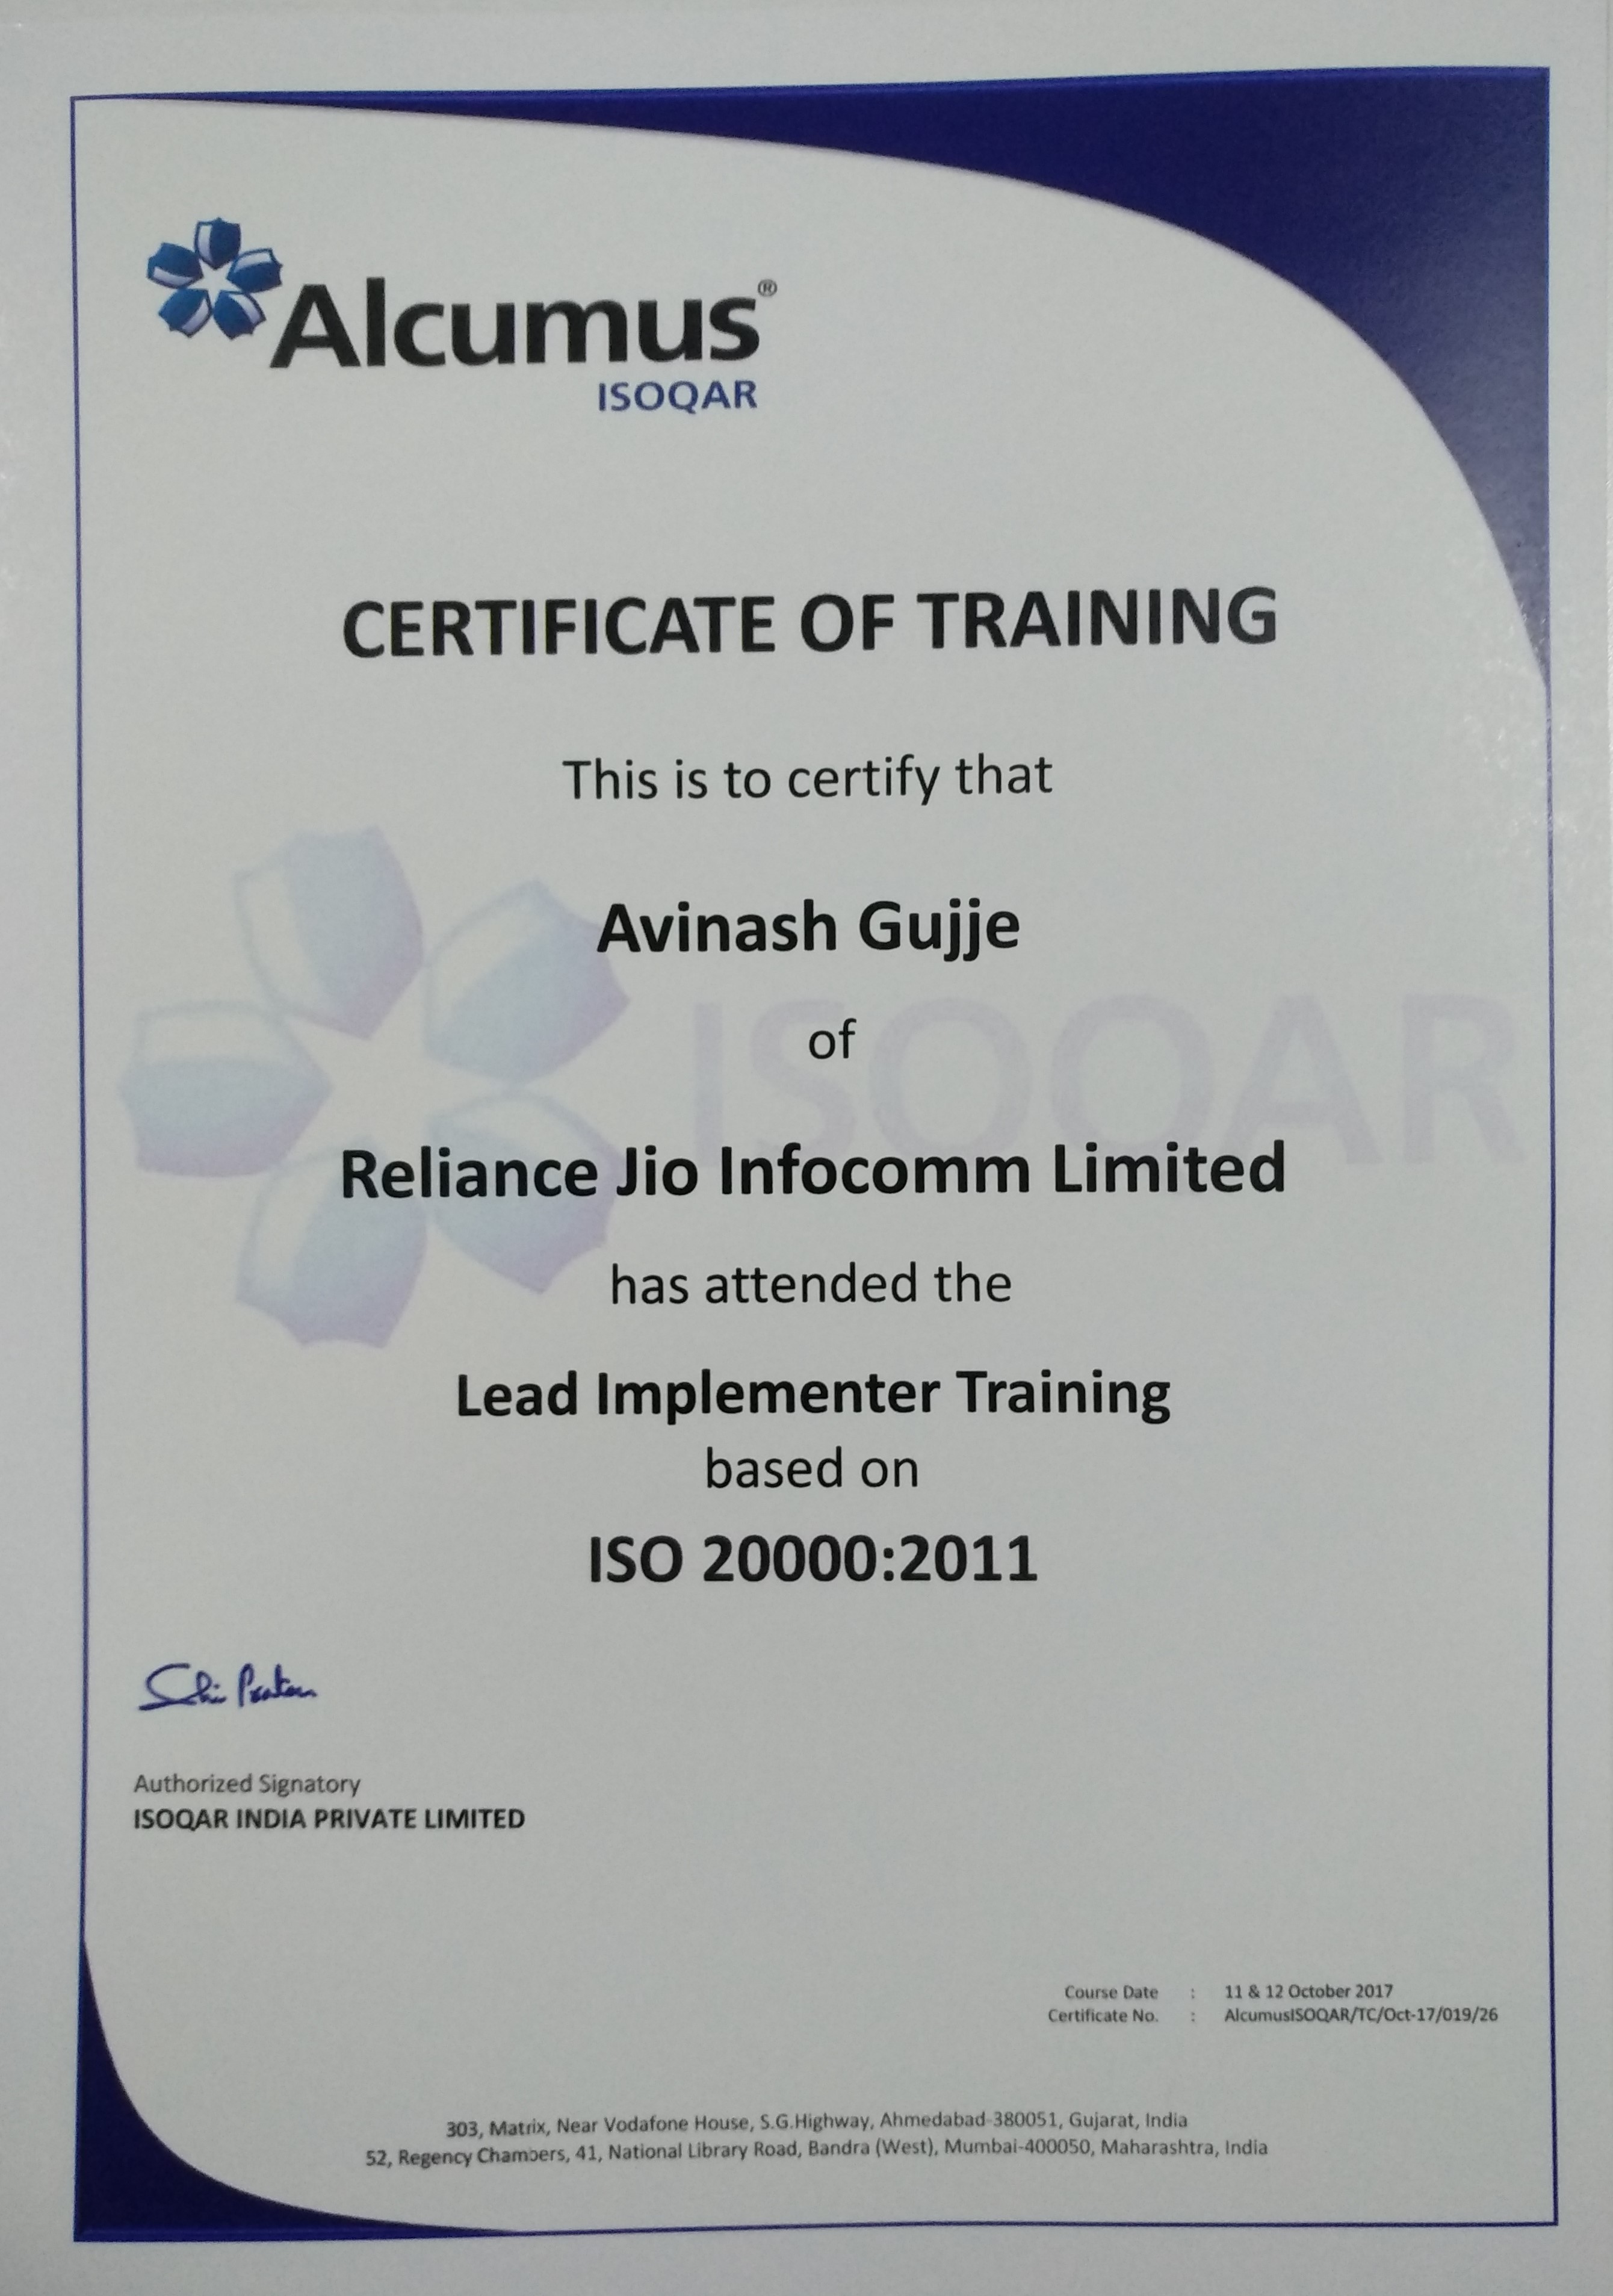 Alcumus®
ISOQAR
CERTIFICATE OF TRAINING
This is to certify that
Avinash Gujje
of
ISOQAR
Reliance Jio Infocomm Limited
has attended the
Lead Implementer Training
based on
ISO 20000:2011
Authorized Signatory
ISOQAR INDIA PRIVATE LIMITED
Course Date : 11 & 12 October 2017
Certificate No. : AlcumusISOQAR/TC/Oct-17/019/26
303, Matrix, Near Vodafone House, S.G.Highway, Ahmedabad-380051, Gujarat, India
52, Regency Chambers, 41, National Library Road, Bandra (West), Mumbai-400050, Maharashtra, India